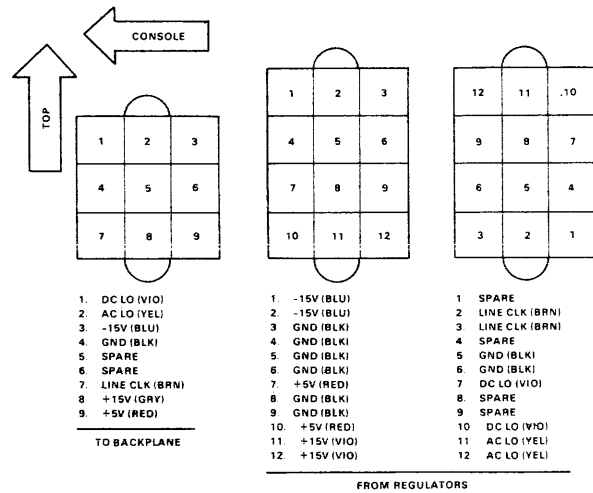 CONSOLE
TOP
1 2 3
4 5 6
7 8 9
1. DC LO (VIO)
2. AC LO (YEL)
3. -15V (BLU)
4. GND (BLK)
5. SPARE
6. SPARE
7. LINE CLK (BRN)
8 +15V (GRY)
9. +5V (RED)
TO BACKPLANE
1 2 3
4 5 6
7 8 9
10 11 12
1. -15V (BLU)
2. -15V (BLU)
3 GND (BLK)
4. GND (BLK)
5. GND (BLK)
6. GND (BLK)
7. +5V (RED)
8. GND (BLK)
9. GND (BLK)
10. +5V (RED)
11. +15V (VIO)
12. +15V (VIO)
12 11 .10
9 8 7
6 5 4
3 2 1
1 SPARE
2 LINE CLK (BRN)
3. LINE CLK (BRN)
4 SPARE
5 GND (BLK)
6 GND (BLK)
7 DC LO (VIO)
8. SPARE
9 SPARE
10 DC LO (VIO)
11 AC LO (YEL)
12 AC LO (YEL)
FROM REGULATORS